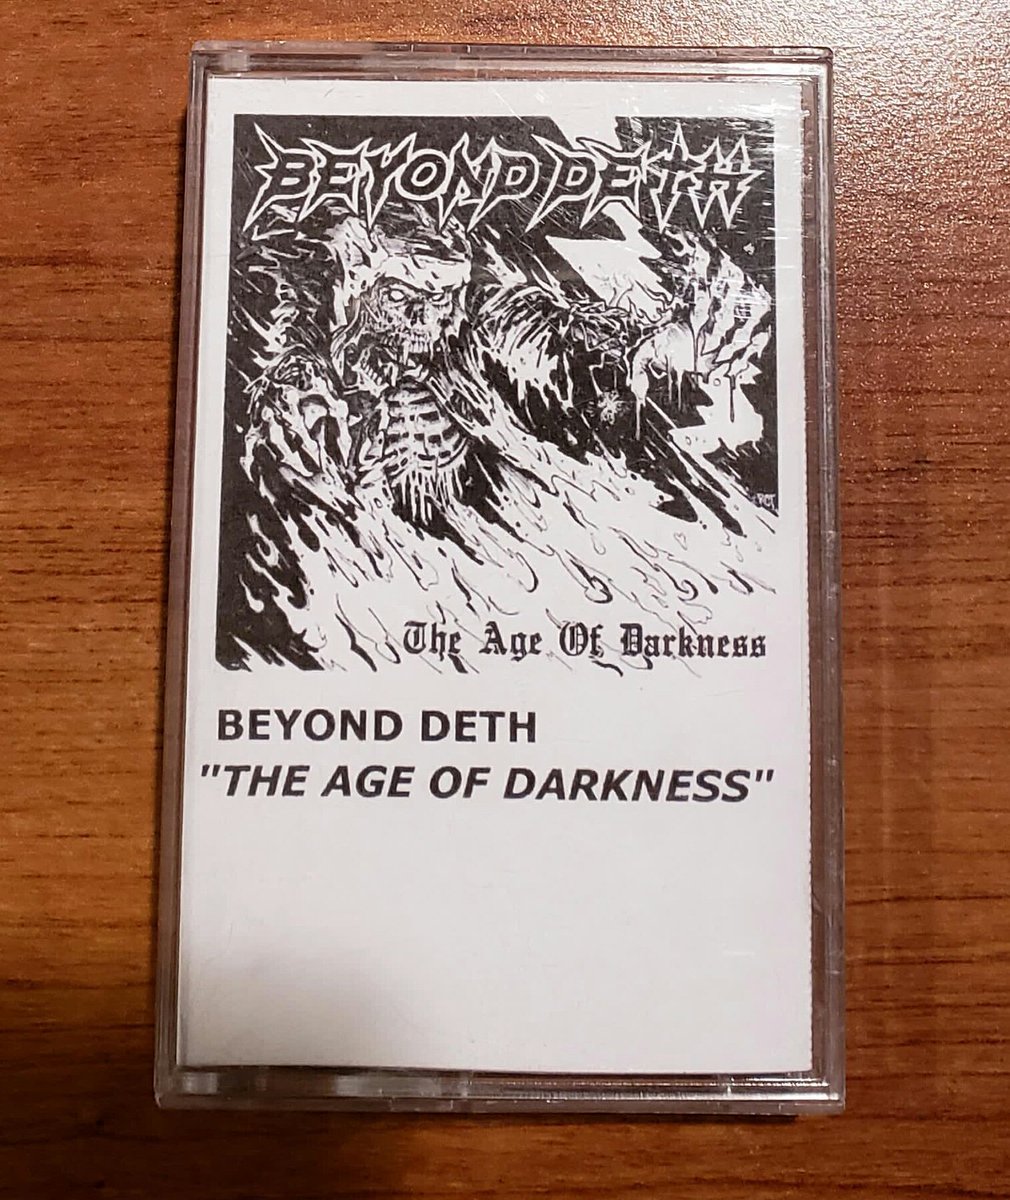 BEYOND DETH
The Age Of Darkness
BEYOND DETH
"THE AGE OF DARKNESS"